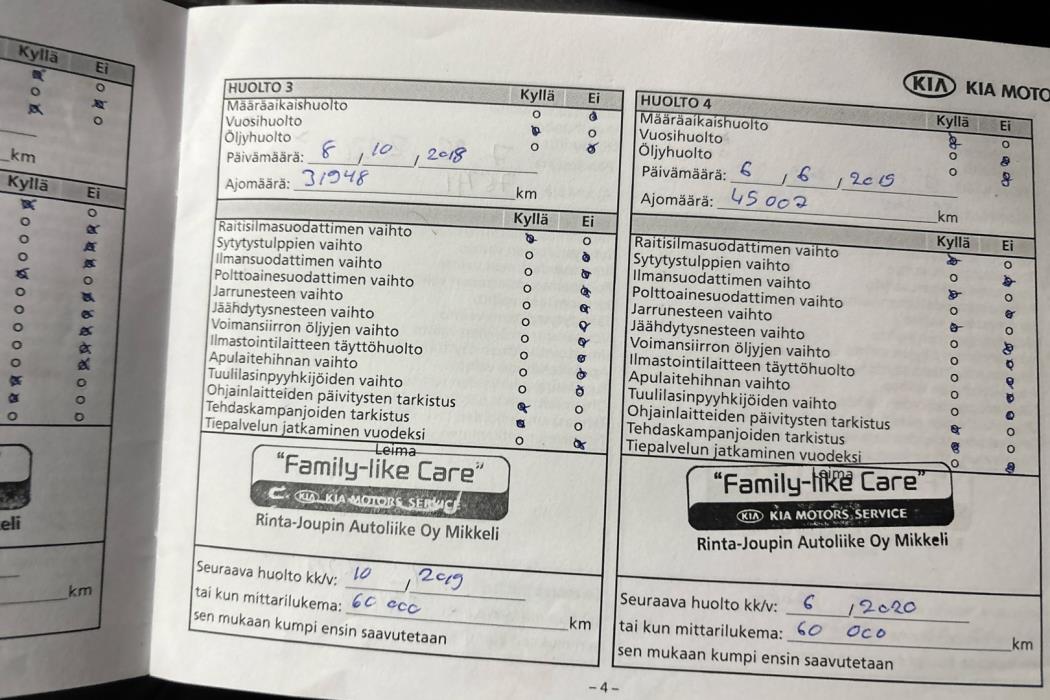 Kyllä Ei
km
Kyllä Ei
eli
km
HUOLTO 3 Kyllä Ei
Määräaikaishuolto
Vuosihuolto
Öljyhuolto
Päivämäärä: 8 , 10 , 2018
Ajomäärä: 31948 km
Kyllä Ei
Raitisilmasuodattimen vaihto
Sytytystulppien vaihto
Ilmansuodattimen vaihto
Polttoainesuodattimen vaihto
Jarrunesteen vaihto
Jäähdytysnesteen vaihto
Voimansiirron öljyjen vaihto
Ilmastointilaitteen täyttöhuolto
Apulaitehihnan vaihto
Tuulilasinpyyhkijöiden vaihto
Ohjainlaitteiden päivitysten tarkistus
Tehdaskampanjoiden tarkistus
Tiepalvelun jatkaminen vuodeksi
Leima
"Family-like Care"
KIA KIA MOTORS SERVICE
Rinta-Joupin Autoliike Oy Mikkeli
Seuraava huolto kk/v: 10 , 2019
tai kun mittarilukema: 60 000 km
sen mukaan kumpi ensin saavutetaan
KIA KIA MOTO
HUOLTO 4 Kyllä Ei
Määräaikaishuolto
Vuosihuolto
Öljyhuolto
Päivämäärä: 6 , 6 , 2019
Ajomäärä: 45007 km
Kyllä Ei
Raitisilmasuodattimen vaihto
Sytytystulppien vaihto
Ilmansuodattimen vaihto
Polttoainesuodattimen vaihto
Jarrunesteen vaihto
Jäähdytysnesteen vaihto
Voimansiirron öljyjen vaihto
Ilmastointilaitteen täyttöhuolto
Apulaitehihnan vaihto
Tuulilasinpyyhkijöiden vaihto
Ohjainlaitteiden päivitysten tarkistus
Tehdaskampanjoiden tarkistus
Tiepalvelun jatkaminen vuodeksi
Leima
"Family-like Care"
KIA KIA MOTORS SERVICE
Rinta-Joupin Autoliike Oy Mikkeli
Seuraava huolto kk/v: 6 , 2020
tai kun mittarilukema: 60 000 km
sen mukaan kumpi ensin saavutetaan
- 4 -